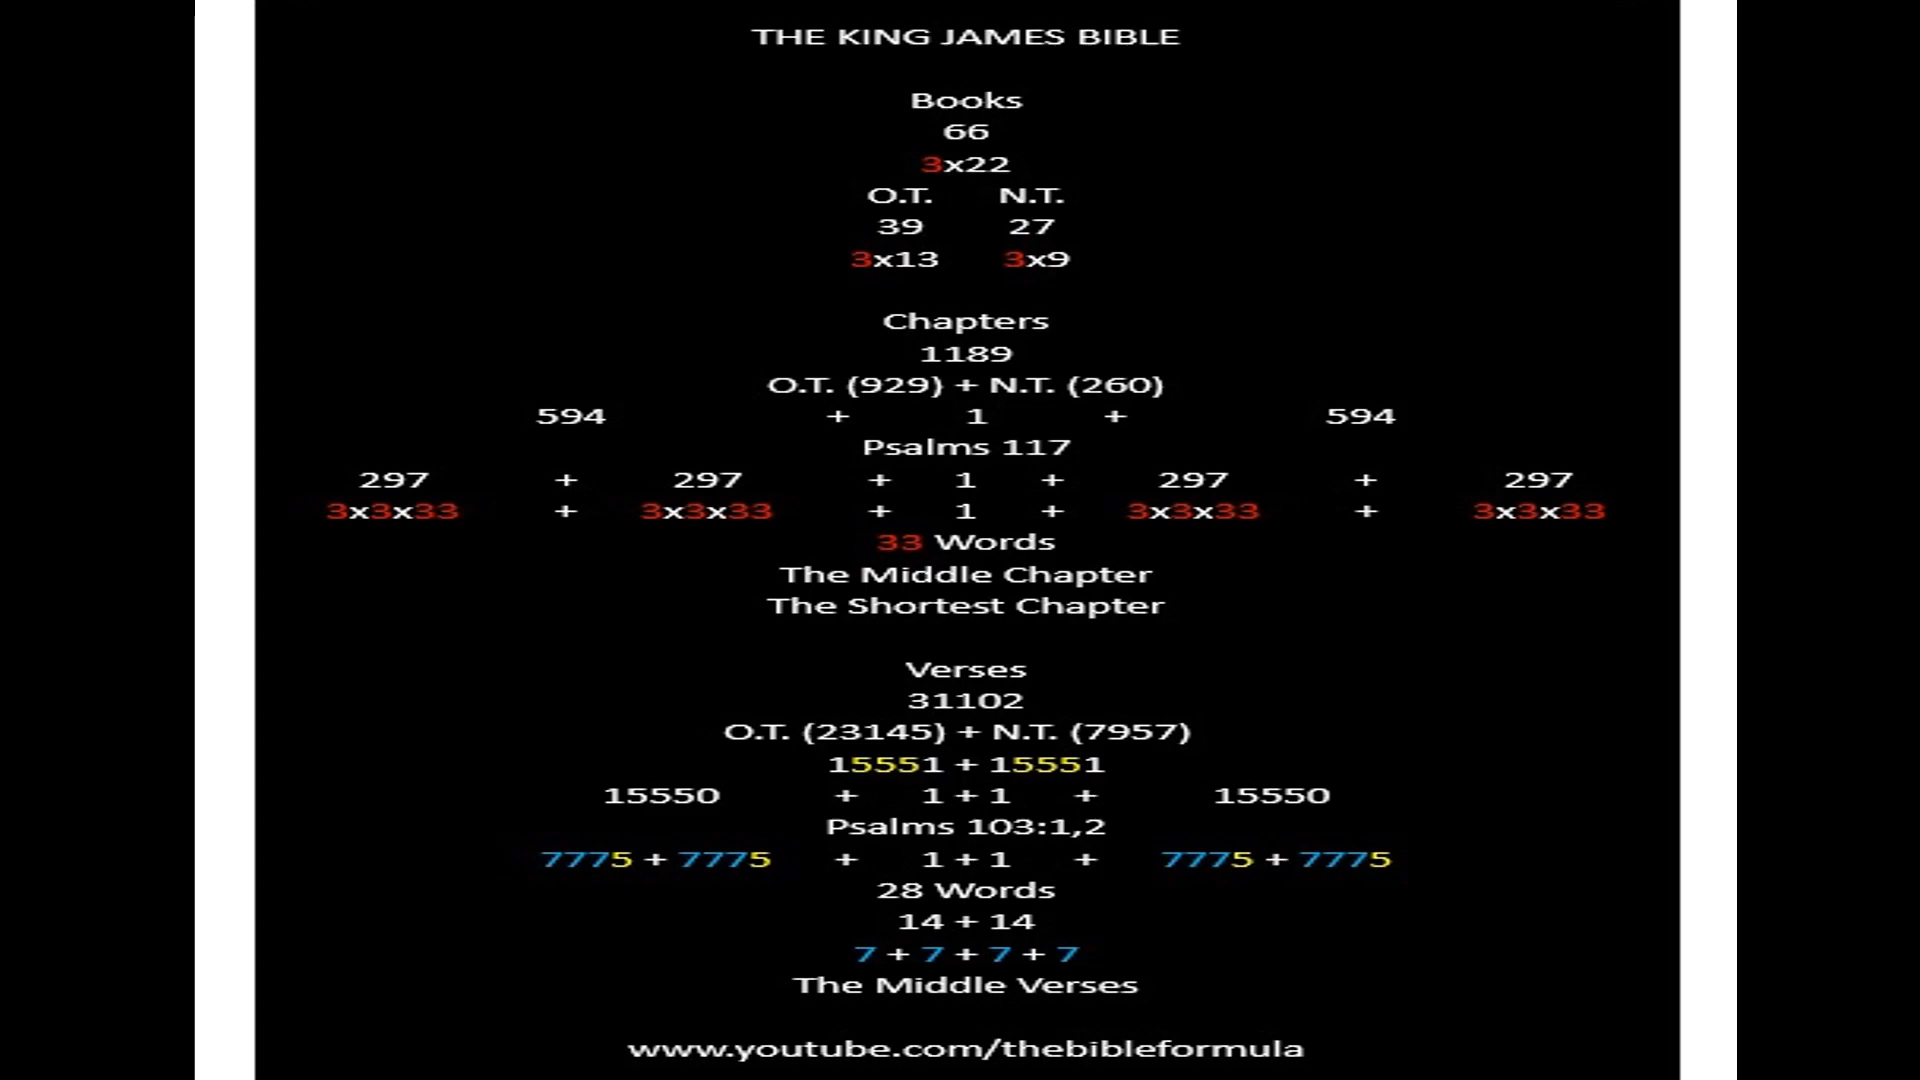 THE KING JAMES BIBLE
Books
66
3x22
O.T. N.T.
39 27
3x13 3x9
Chapters
1189
O.T. (929) + N.T. (260)
594 + 1 + 594
Psalms 117
297 + 297 + 1 + 297 + 297
3x3x33 + 3x3x33 + 1 + 3x3x33 + 3x3x33
33 Words
The Middle Chapter
The Shortest Chapter
Verses
31102
O.T. (23145) + N.T. (7957)
15551 + 15551
15550 + 1 + 1 + 15550
Psalms 103:1,2
7775 + 7775 + 1 + 1 + 7775 + 7775
28 Words
14 + 14
7 + 7 + 7 + 7
The Middle Verses
www.youtube.com/thebibleformula